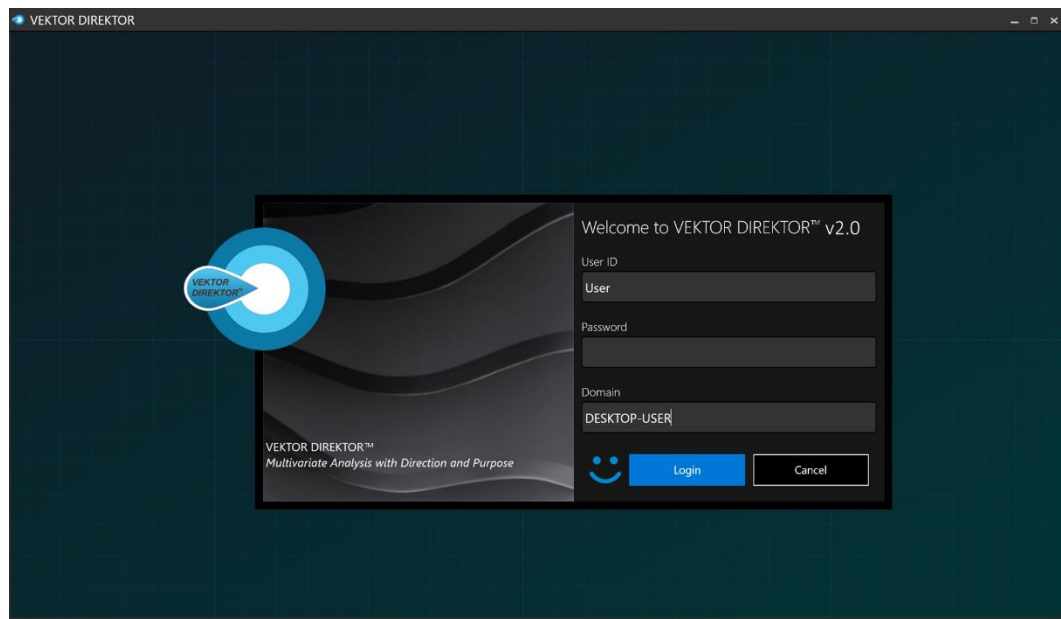 VEKTOR DIREKTOR
Welcome to VEKTOR DIREKTOR™ v2.0
User ID
User
VEKTOR
DIREKTOR™
Password
Domain
DESKTOP-USER
VEKTOR DIREKTOR™
Multivariate Analysis with Direction and Purpose
Login
Cancel